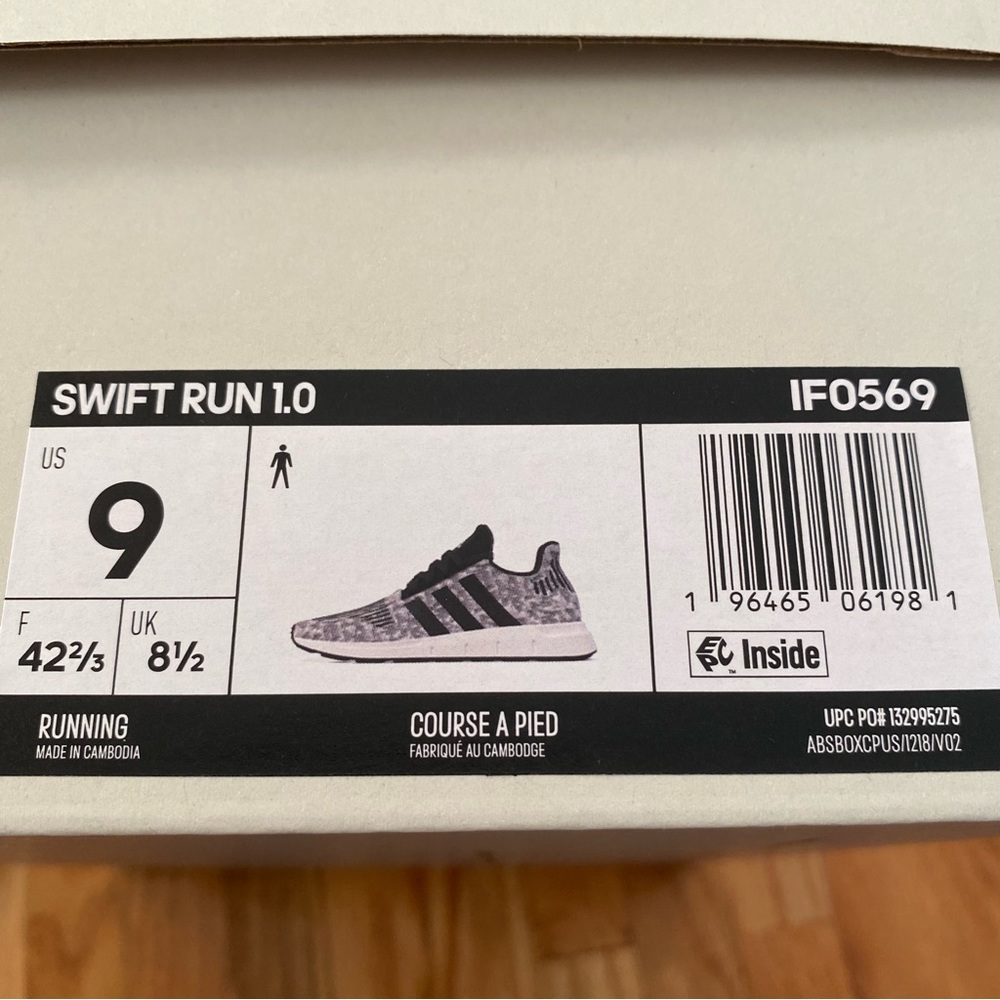 SWIFT RUN 1.0
IF0569
US
9
F
42⅔
UK
8½
1 96465 06198 1
EPC™ Inside
RUNNING
MADE IN CAMBODIA
COURSE A PIED
FABRIQUÉ AU CAMBODGE
UPC PO# 132995275
ABSBOXCPUS/1218/V02